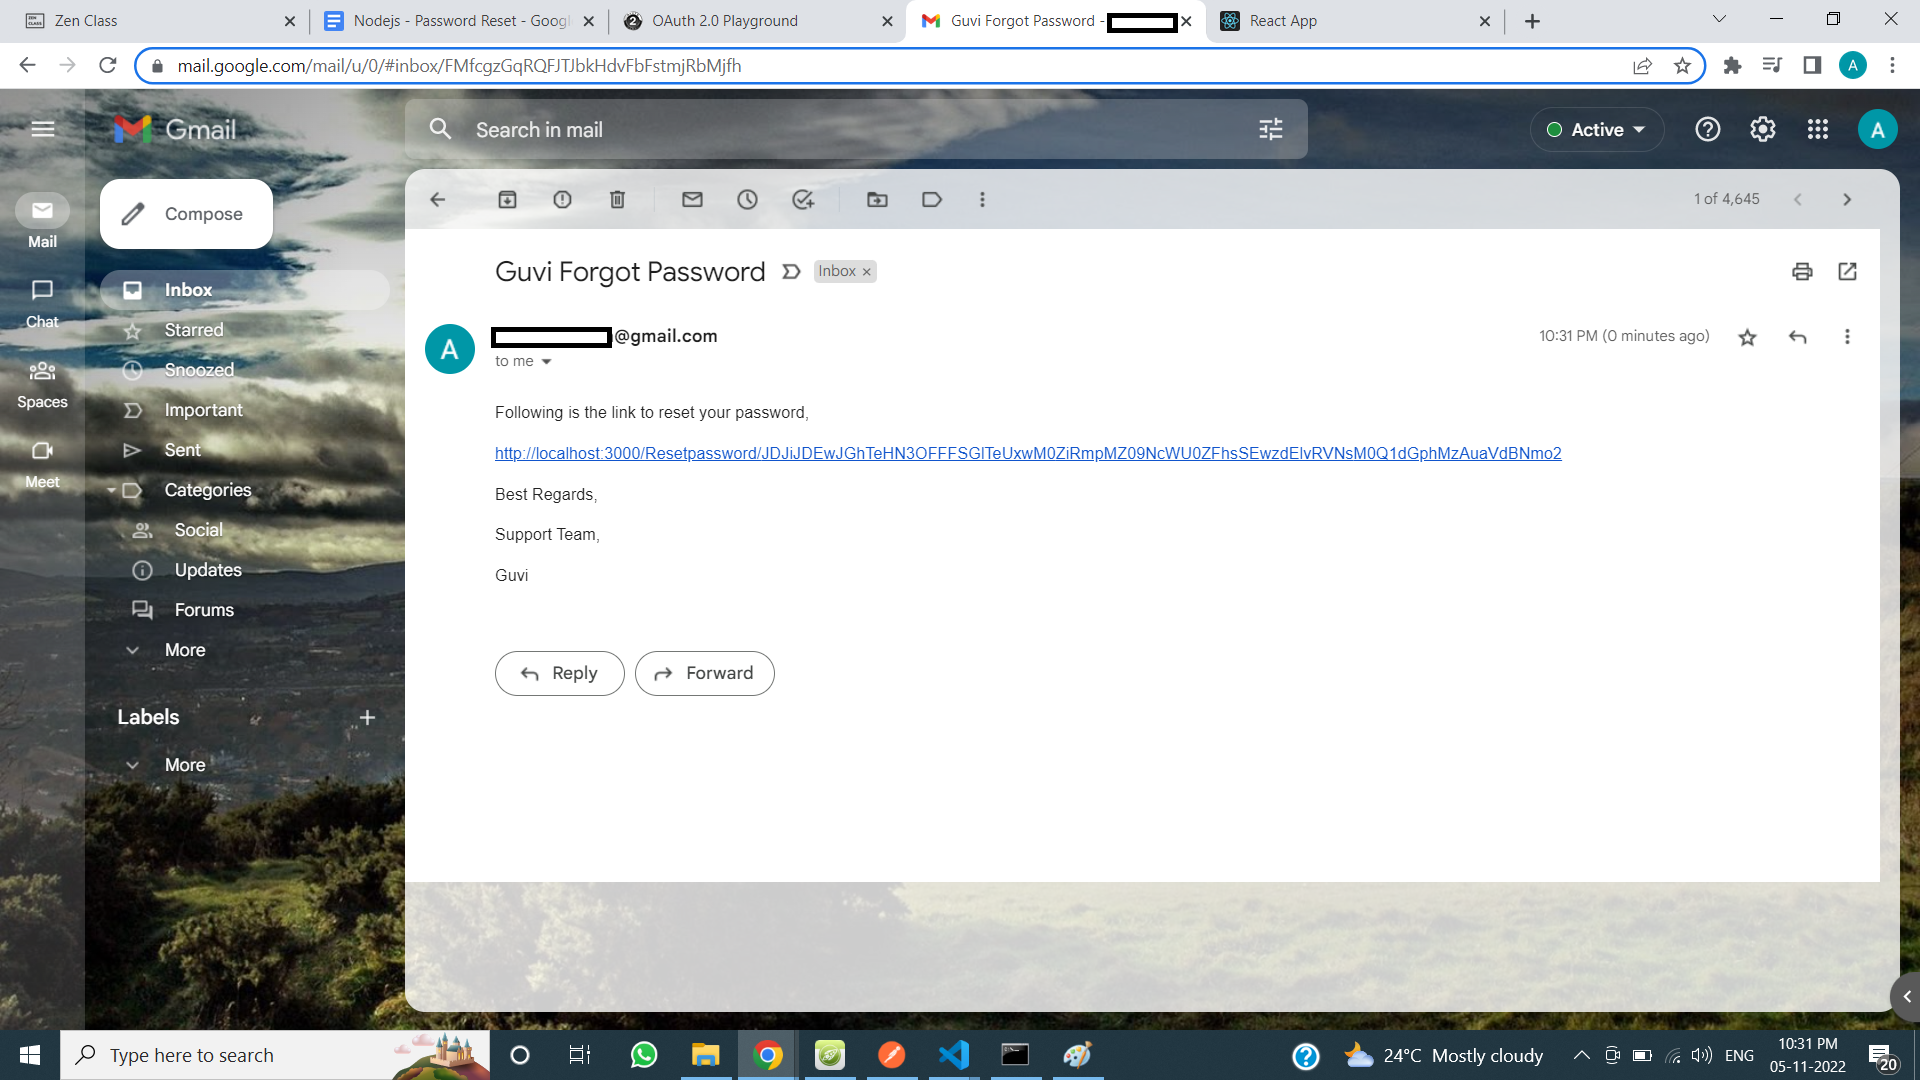 Zen Class
Nodejs - Password Reset - Googl
OAuth 2.0 Playground
Guvi Forgot Password -
React App
mail.google.com/mail/u/0/#inbox/FMfcgzGqRQFJTJbkHdvFbFstmjRbMjfh
A
Gmail
Search in mail
Active
A
Compose
1 of 4,645
Mail
Guvi Forgot Password
Inbox ×
Inbox
Chat
Starred
A
@gmail.com
10:31 PM (0 minutes ago)
to me
Snoozed
Spaces
Important
Following is the link to reset your password,
Sent
http://localhost:3000/Resetpassword/JDJiJDEwJGhTeHN3OFFFSGlTeUxwM0ZiRmpMZ09NcWU0ZFhsSEwzdElvRVNsM0Q1dGphMzAuaVdBNmo2
Meet
Categories
Best Regards,
Social
Support Team,
Updates
Guvi
Forums
More
Reply
Forward
Labels
More
Type here to search
24°C Mostly cloudy
ENG
10:31 PM
05-11-2022
20